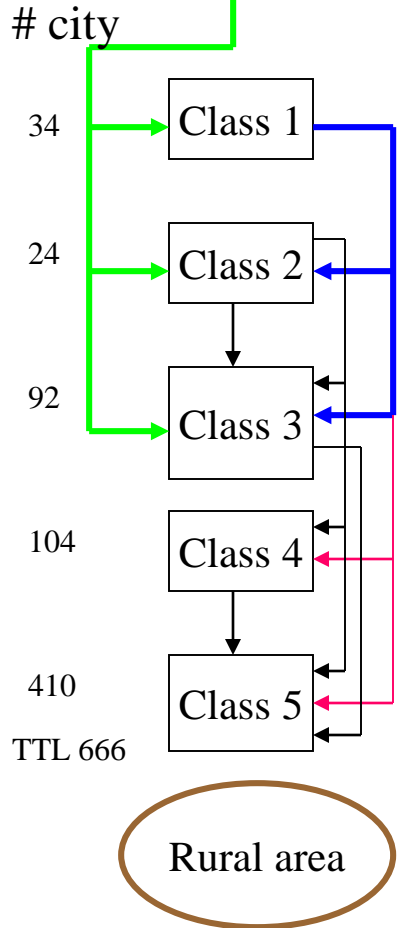 # city
34 Class 1
24 Class 2
92 Class 3
104 Class 4
410 Class 5
TTL 666
Rural area